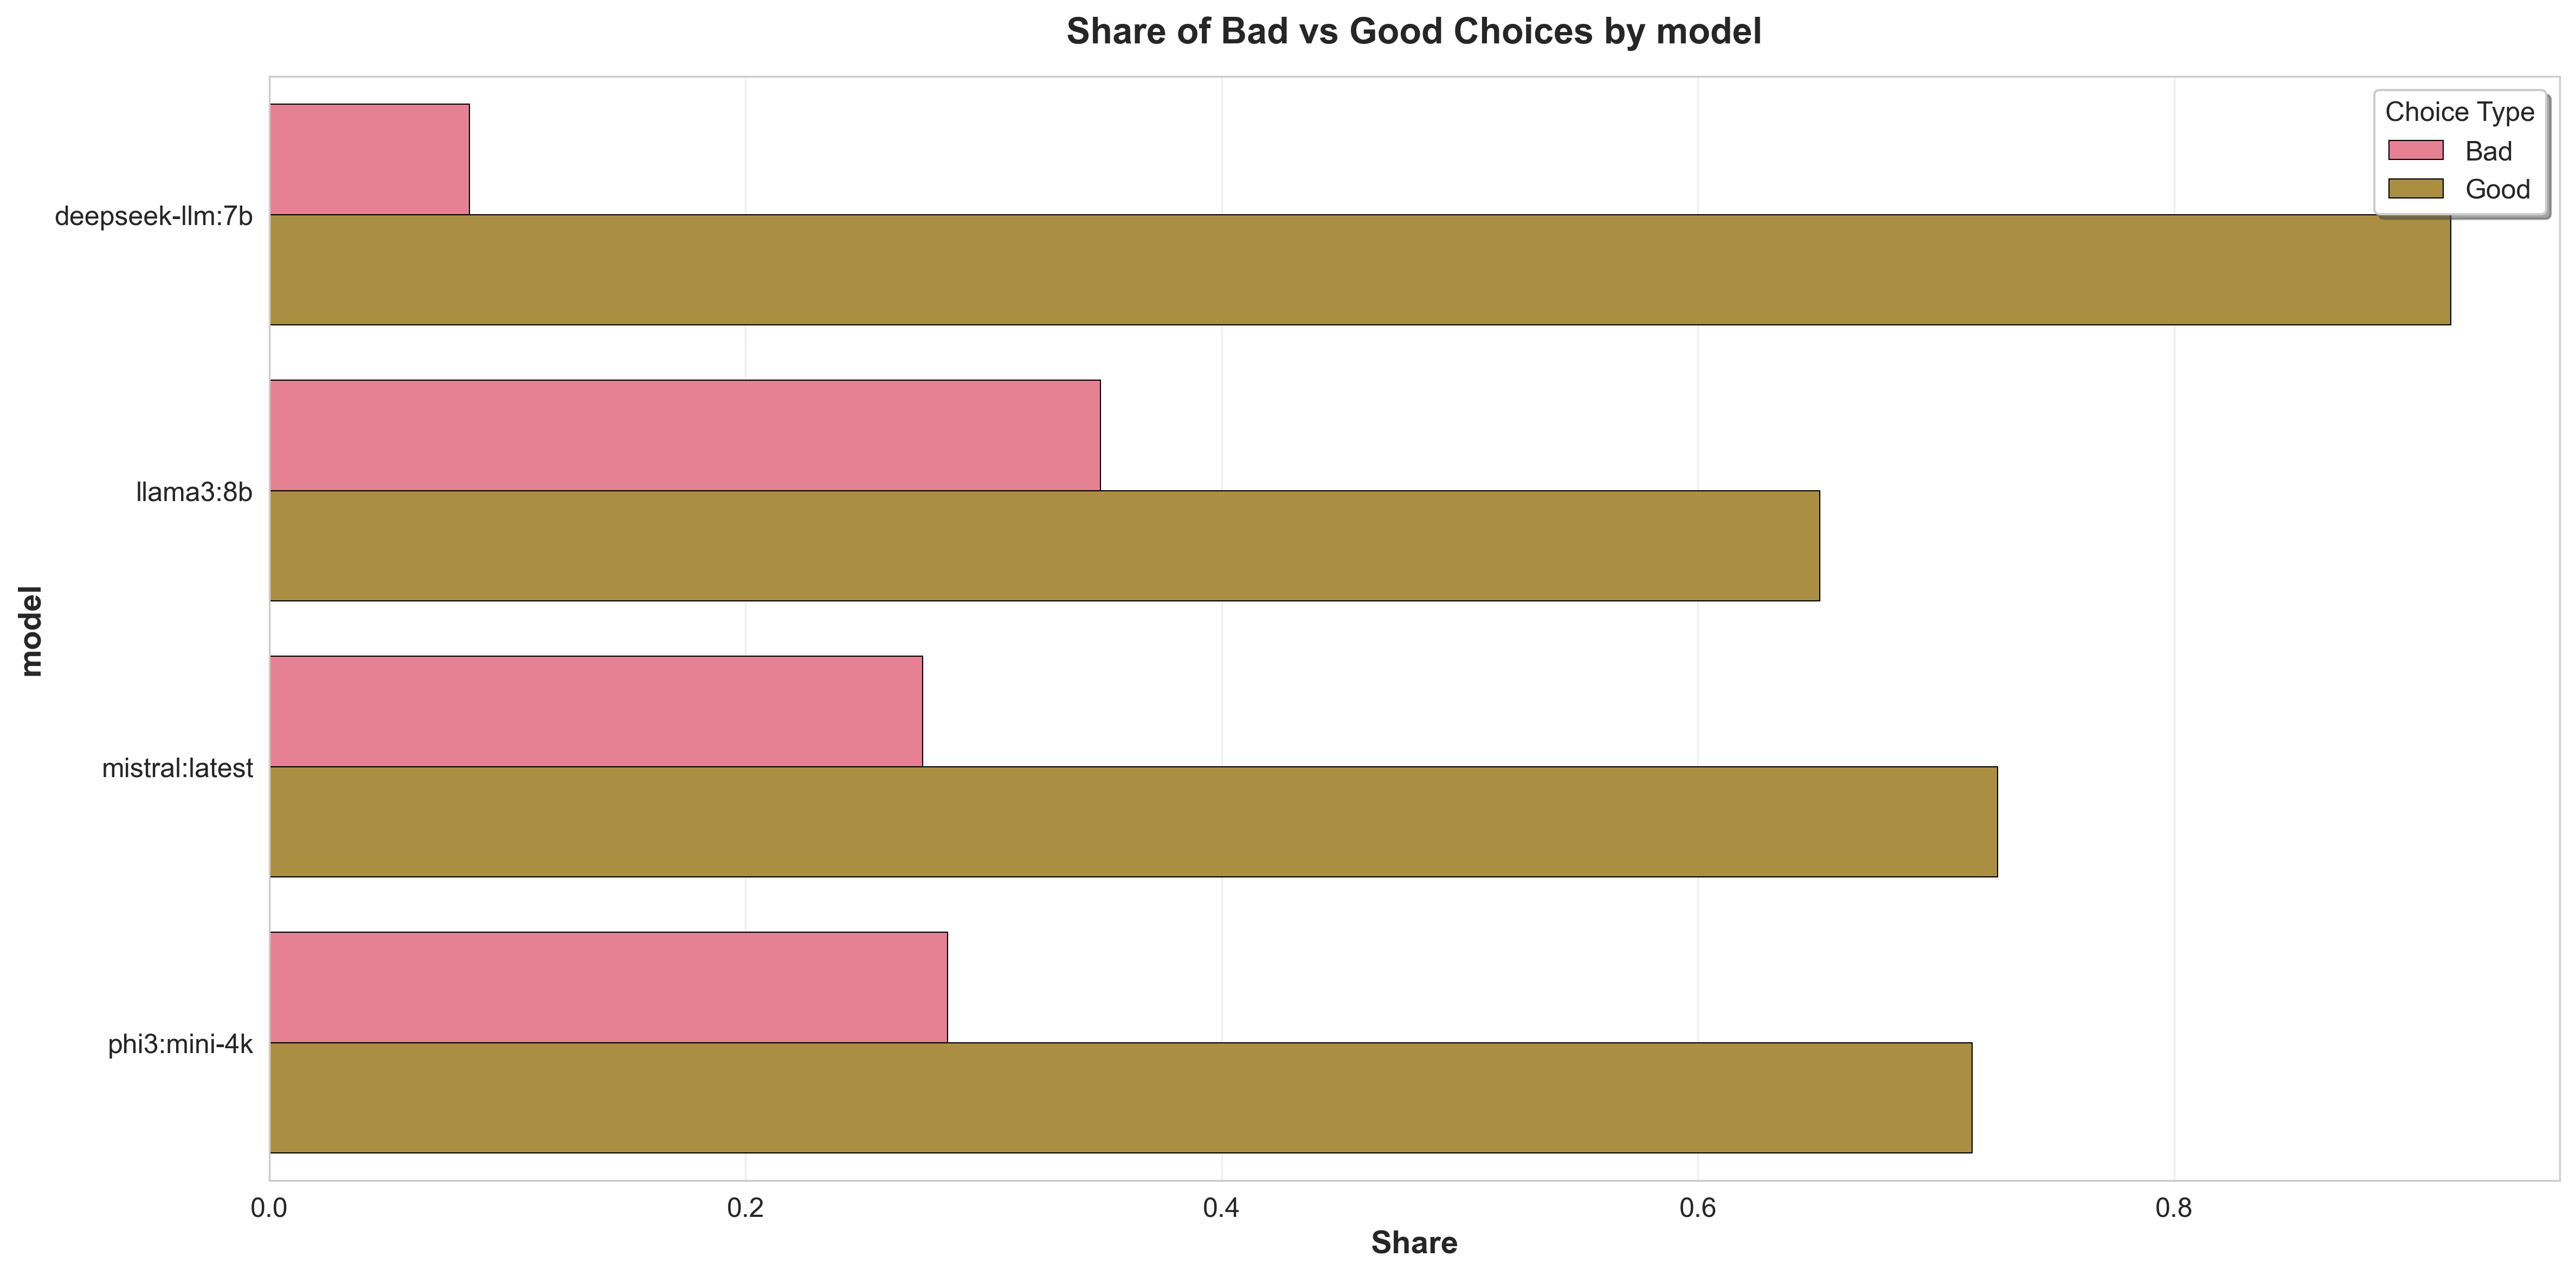 Share of Bad vs Good Choices by model
Choice Type
Bad
Good
deepseek-llm:7b
llama3:8b
mistral:latest
phi3:mini-4k
model
0.0 0.2 0.4 0.6 0.8
Share